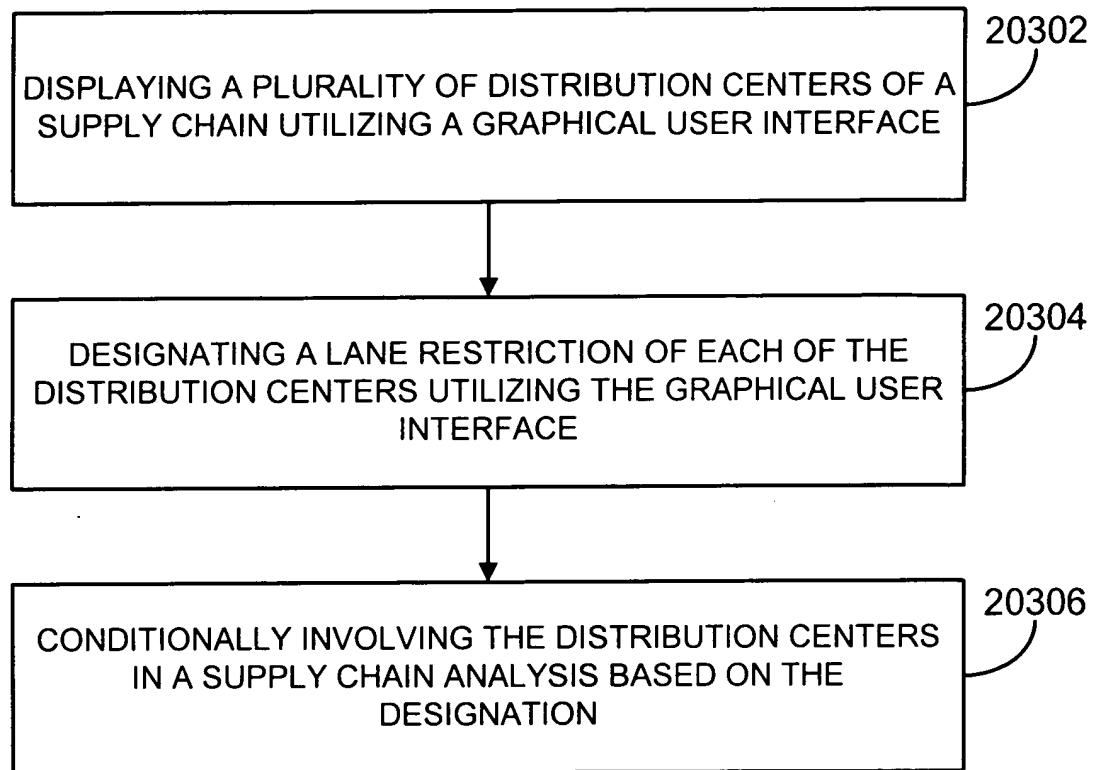 20302
DISPLAYING A PLURALITY OF DISTRIBUTION CENTERS OF A
SUPPLY CHAIN UTILIZING A GRAPHICAL USER INTERFACE
20304
DESIGNATING A LANE RESTRICTION OF EACH OF THE
DISTRIBUTION CENTERS UTILIZING THE GRAPHICAL USER
INTERFACE
20306
CONDITIONALLY INVOLVING THE DISTRIBUTION CENTERS
IN A SUPPLY CHAIN ANALYSIS BASED ON THE
DESIGNATION